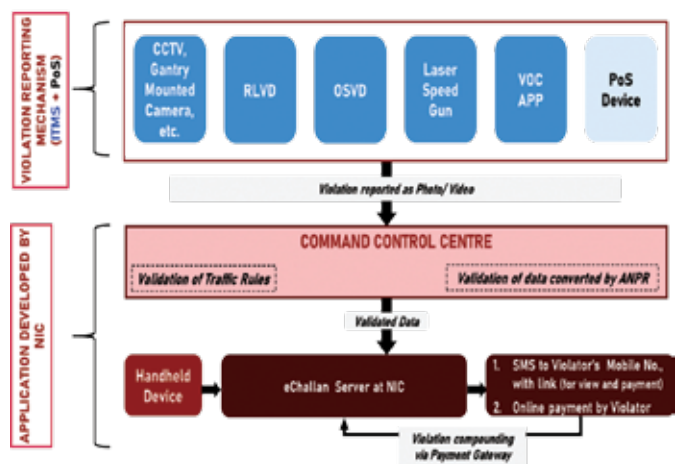 VIOLATION REPORTING
MECHANISM
(ITMS + PoS)
CCTV,
Gantry
Mounted
Camera,
etc.
RLVD
OSVD
Laser
Speed
Gun
VOC
APP
PoS
Device
Violation reported as Photo/ Video
APPLICATION DEVELOPED BY
NIC
COMMAND CONTROL CENTRE
Validation of Traffic Rules
Validation of data converted by ANPR
Validated Data
Handheld
Device
eChallan Server at NIC
1. SMS to Violator's Mobile No.,
with link (for view and payment)
2. Online payment by Violator
Violation compounding
via Payment Gateway